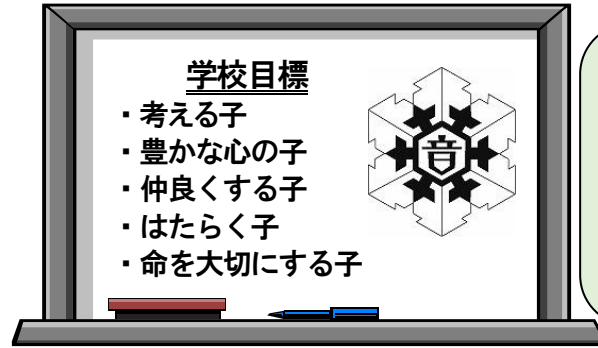 学校目標
・考える子
・豊かな心の子
・仲良くする子
・はたらく子
・命を大切にする子
音